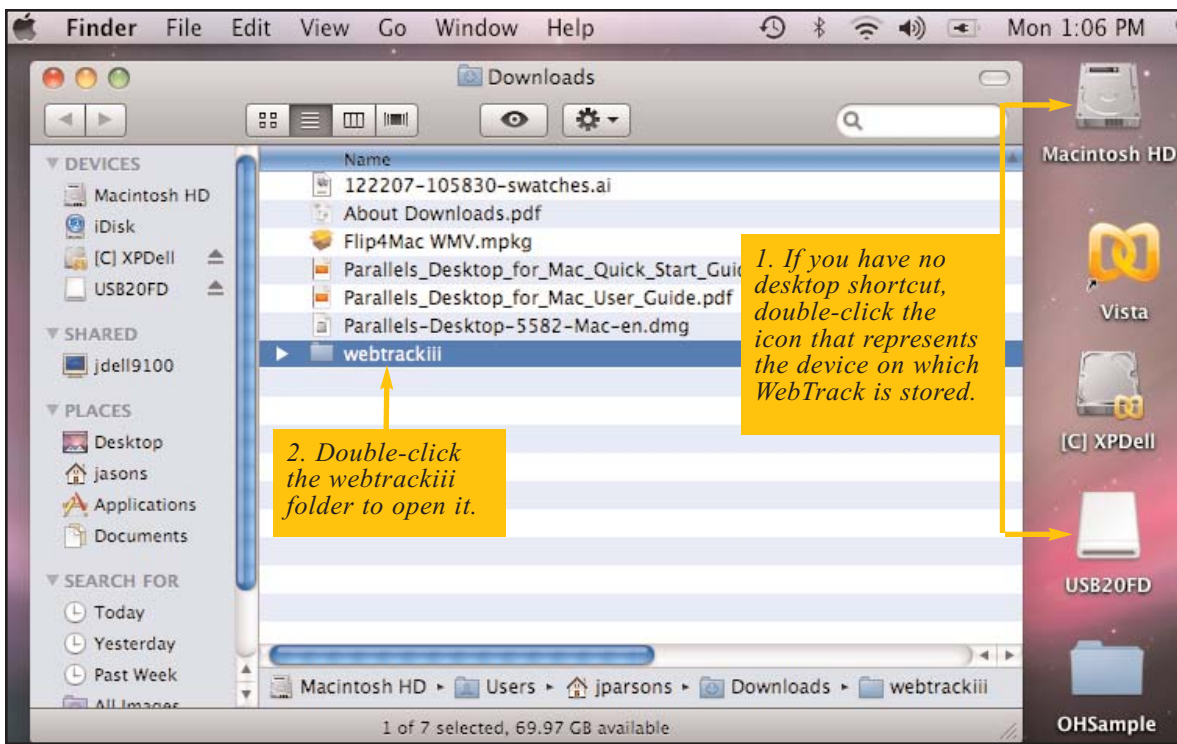 Finder File Edit View Go Window Help Mon 1:06 PM
Downloads
DEVICES
Macintosh HD
iDisk
[C] XPDell
USB20FD
SHARED
jdell9100
PLACES
Desktop
jasons
Applications
Documents
SEARCH FOR
Today
Yesterday
Past Week
All Images
Name
122207-105830-swatches.ai
About Downloads.pdf
Flip4Mac WMV.mpkg
Parallels_Desktop_for_Mac_Quick_Start_Guid
Parallels_Desktop_for_Mac_User_Guide.pdf
Parallels-Desktop-5582-Mac-en.dmg
webtrackiii
1. If you have no
desktop shortcut,
double-click the
icon that represents
the device on which
WebTrack is stored.
2. Double-click
the webtrackiii
folder to open it.
Macintosh HD Users jparsons Downloads webtrackiii
1 of 7 selected, 69.97 GB available
Macintosh HD
Vista
[C] XPDell
USB20FD
OHSample